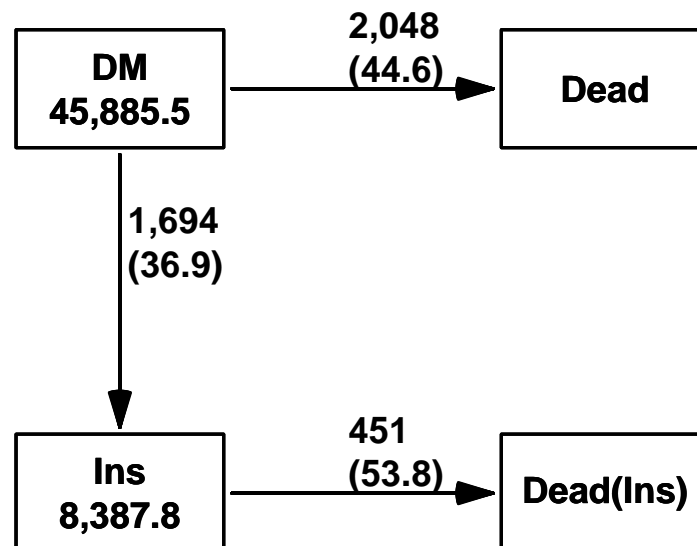 2,048
(44.6)
DM
45,885.5
Dead
1,694
(36.9)
451
(53.8)
Ins
8,387.8
Dead(Ins)